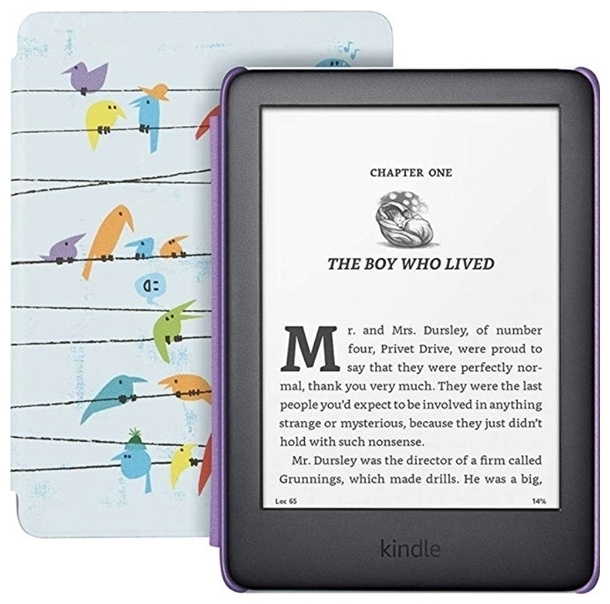 CHAPTER ONE
THE BOY WHO LIVED
Mr. and Mrs. Dursley, of number
four, Privet Drive, were proud to
say that they were perfectly nor-
mal, thank you very much. They were the last
people you’d expect to be involved in anything
strange or mysterious, because they just didn’t
hold with such nonsense.
Mr. Dursley was the director of a firm called
Grunnings, which made drills. He was a big,
Loc 65 14%
kindle